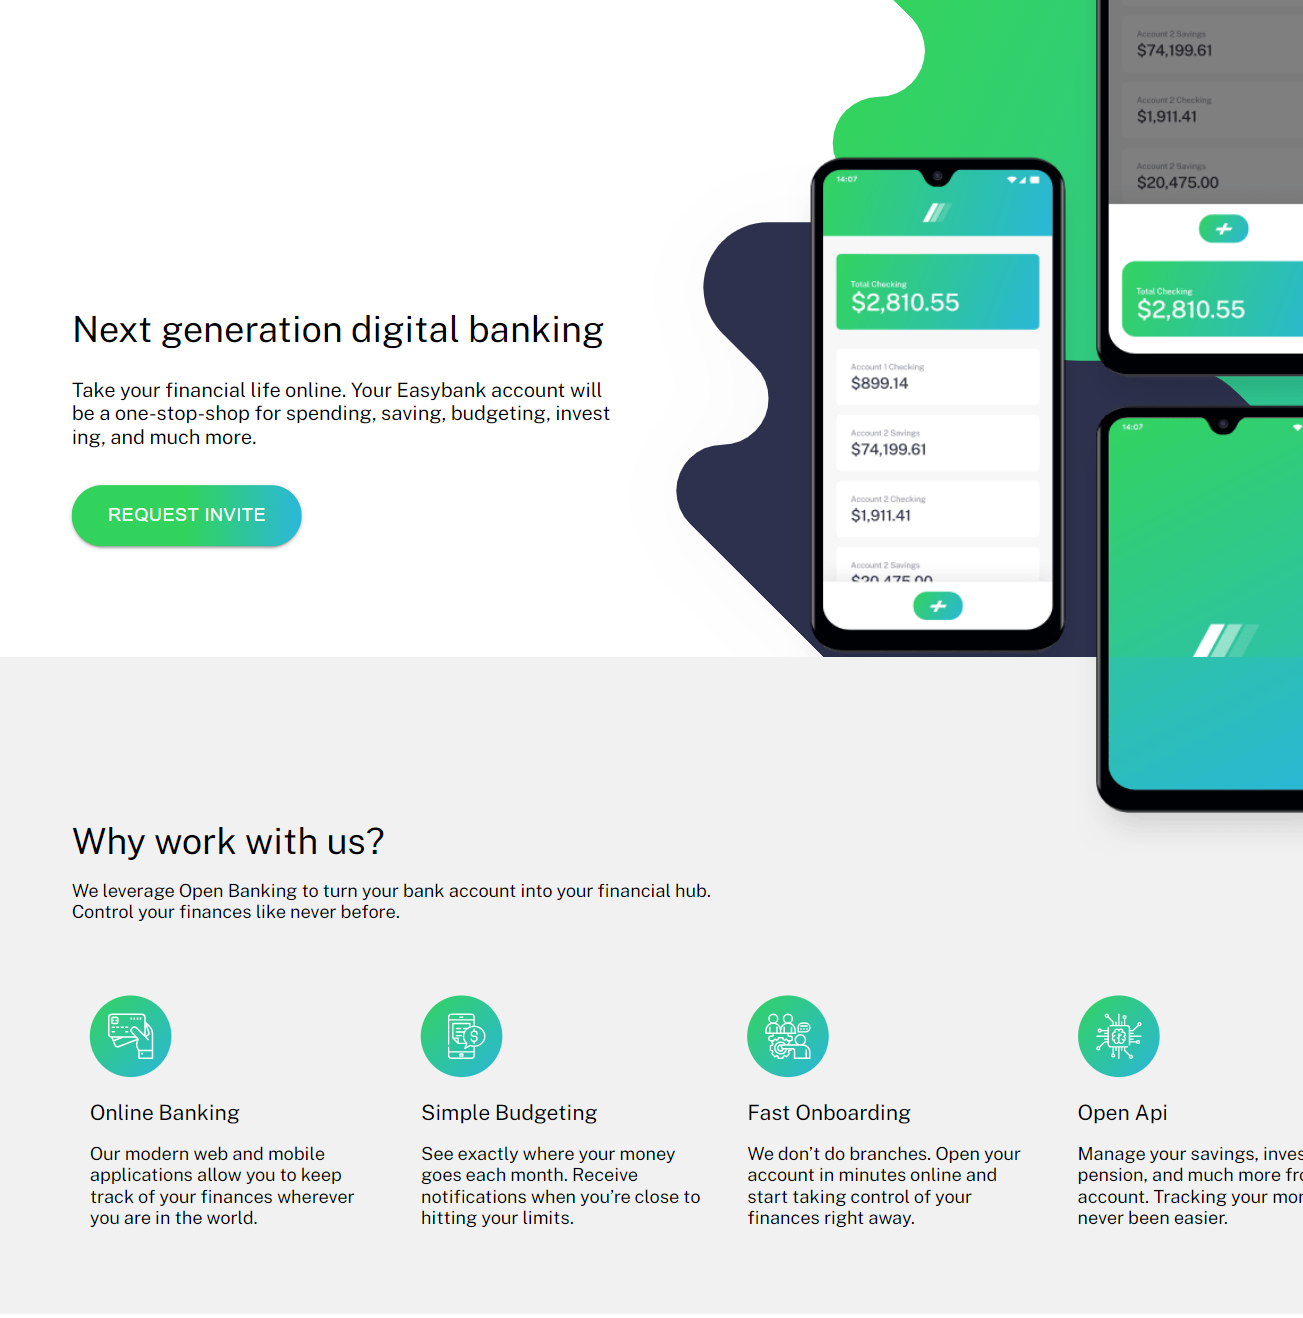 Account 2 Savings
$74,199.61
Account 2 Checking
$1,911.41
Account 2 Savings
$20,475.00
Total Checking
$2,810.55
14:07
Total Checking
$2,810.55
Account 1 Checking
$899.14
Account 2 Savings
$74,199.61
Account 2 Checking
$1,911.41
Account 2 Savings
$20,475.00
14:07
Next generation digital banking
Take your financial life online. Your Easybank account will
be a one-stop-shop for spending, saving, budgeting, invest
ing, and much more.
REQUEST INVITE
Why work with us?
We leverage Open Banking to turn your bank account into your financial hub.
Control your finances like never before.
Online Banking
Our modern web and mobile
applications allow you to keep
track of your finances wherever
you are in the world.
Simple Budgeting
See exactly where your money
goes each month. Receive
notifications when you’re close to
hitting your limits.
Fast Onboarding
We don’t do branches. Open your
account in minutes online and
start taking control of your
finances right away.
Open Api
Manage your savings,
pension, and much more
account. Tracking your
never been easier.